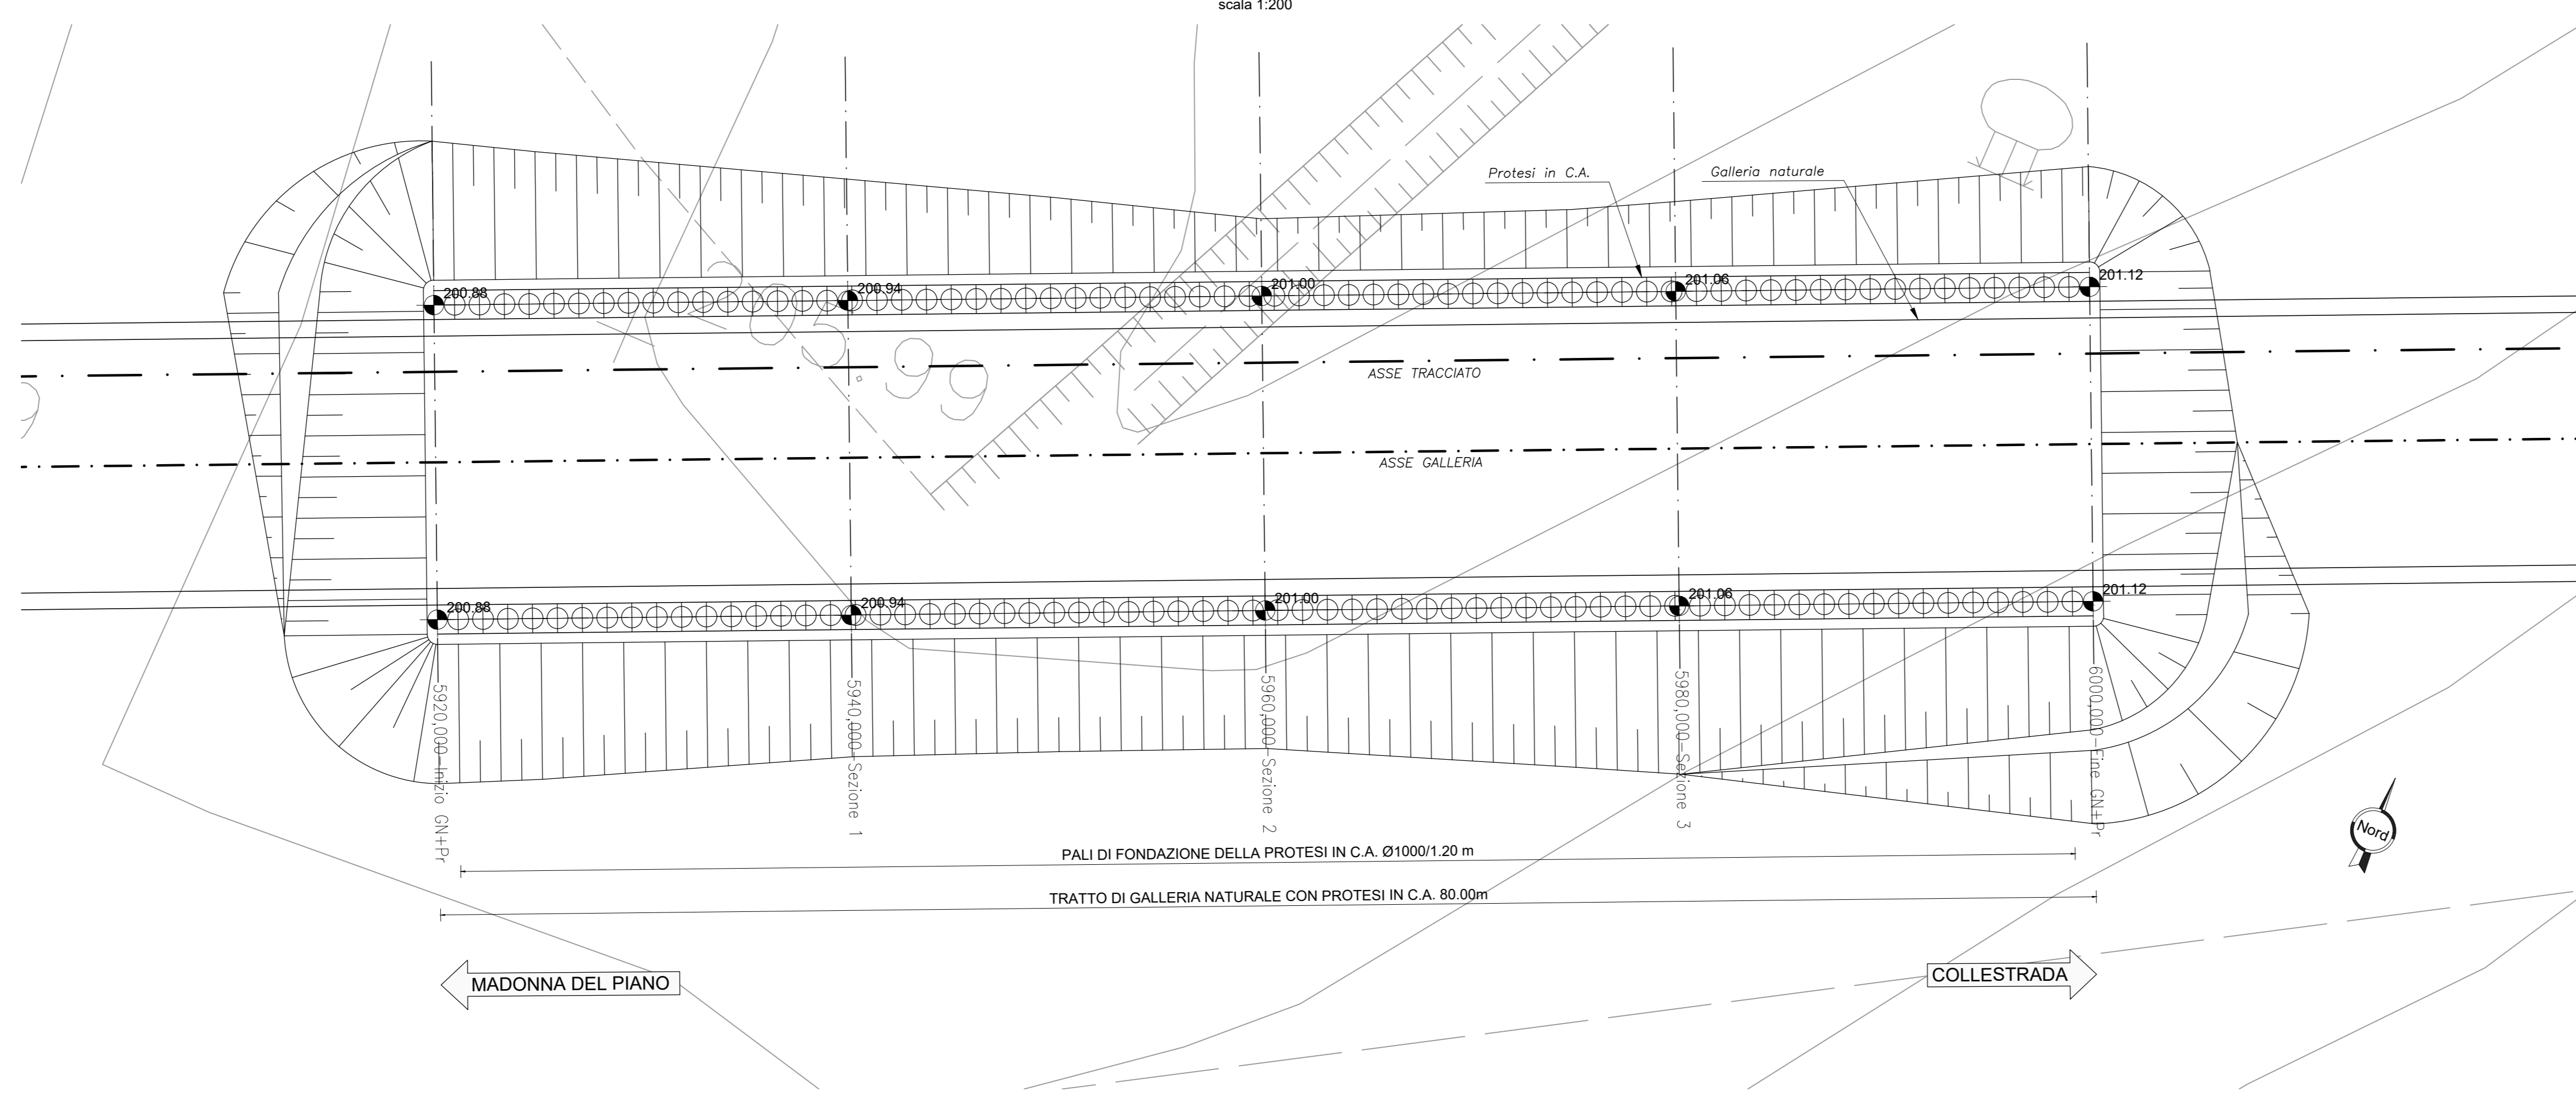 scala 1:200
Protesi in C.A.
Galleria naturale
200.88
200.94
201.00
201.06
201.12
ASSE TRACCIATO
ASSE GALLERIA
200.88
200.94
201.00
201.06
201.12
5920,000-Inizio GN+Pr
5940,000-Sezione 1
5960,000-Sezione 2
5980,000-Sezione 3
6000,000-Fine GN+Pr
PALI DI FONDAZIONE DELLA PROTESI IN C.A. Ø1000/1.20 m
TRATTO DI GALLERIA NATURALE CON PROTESI IN C.A. 80.00m
Nord
MADONNA DEL PIANO
COLLESTRADA